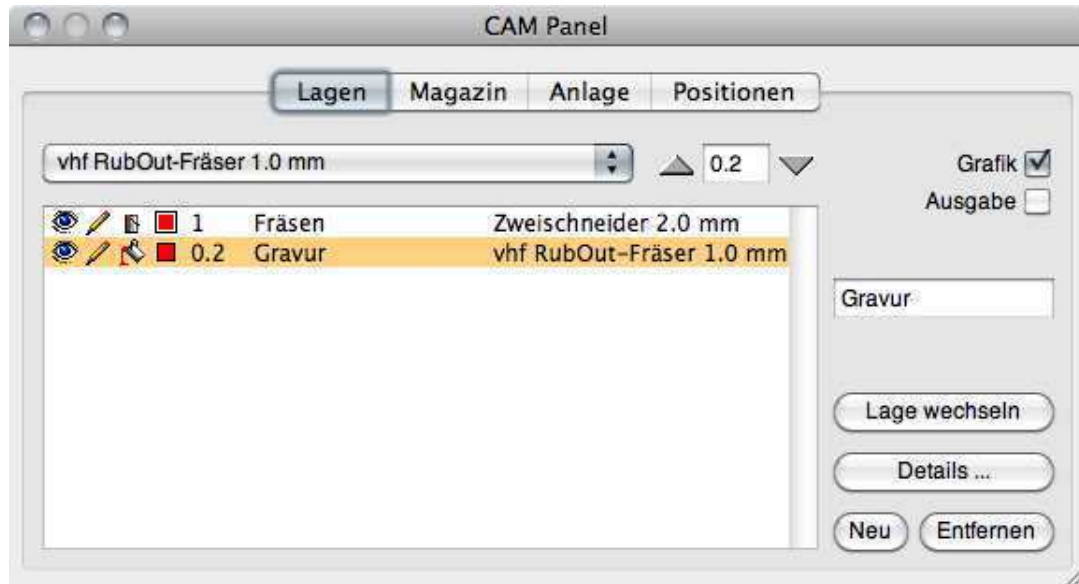 CAM Panel
Lagen Magazin Anlage Positionen
vhf RubOut-Fräser 1.0 mm 0.2 Grafik
Ausgabe
1 Fräsen Zweischneider 2.0 mm
0.2 Gravur vhf RubOut-Fräser 1.0 mm
Gravur
Lage wechseln
Details ...
Neu Entfernen